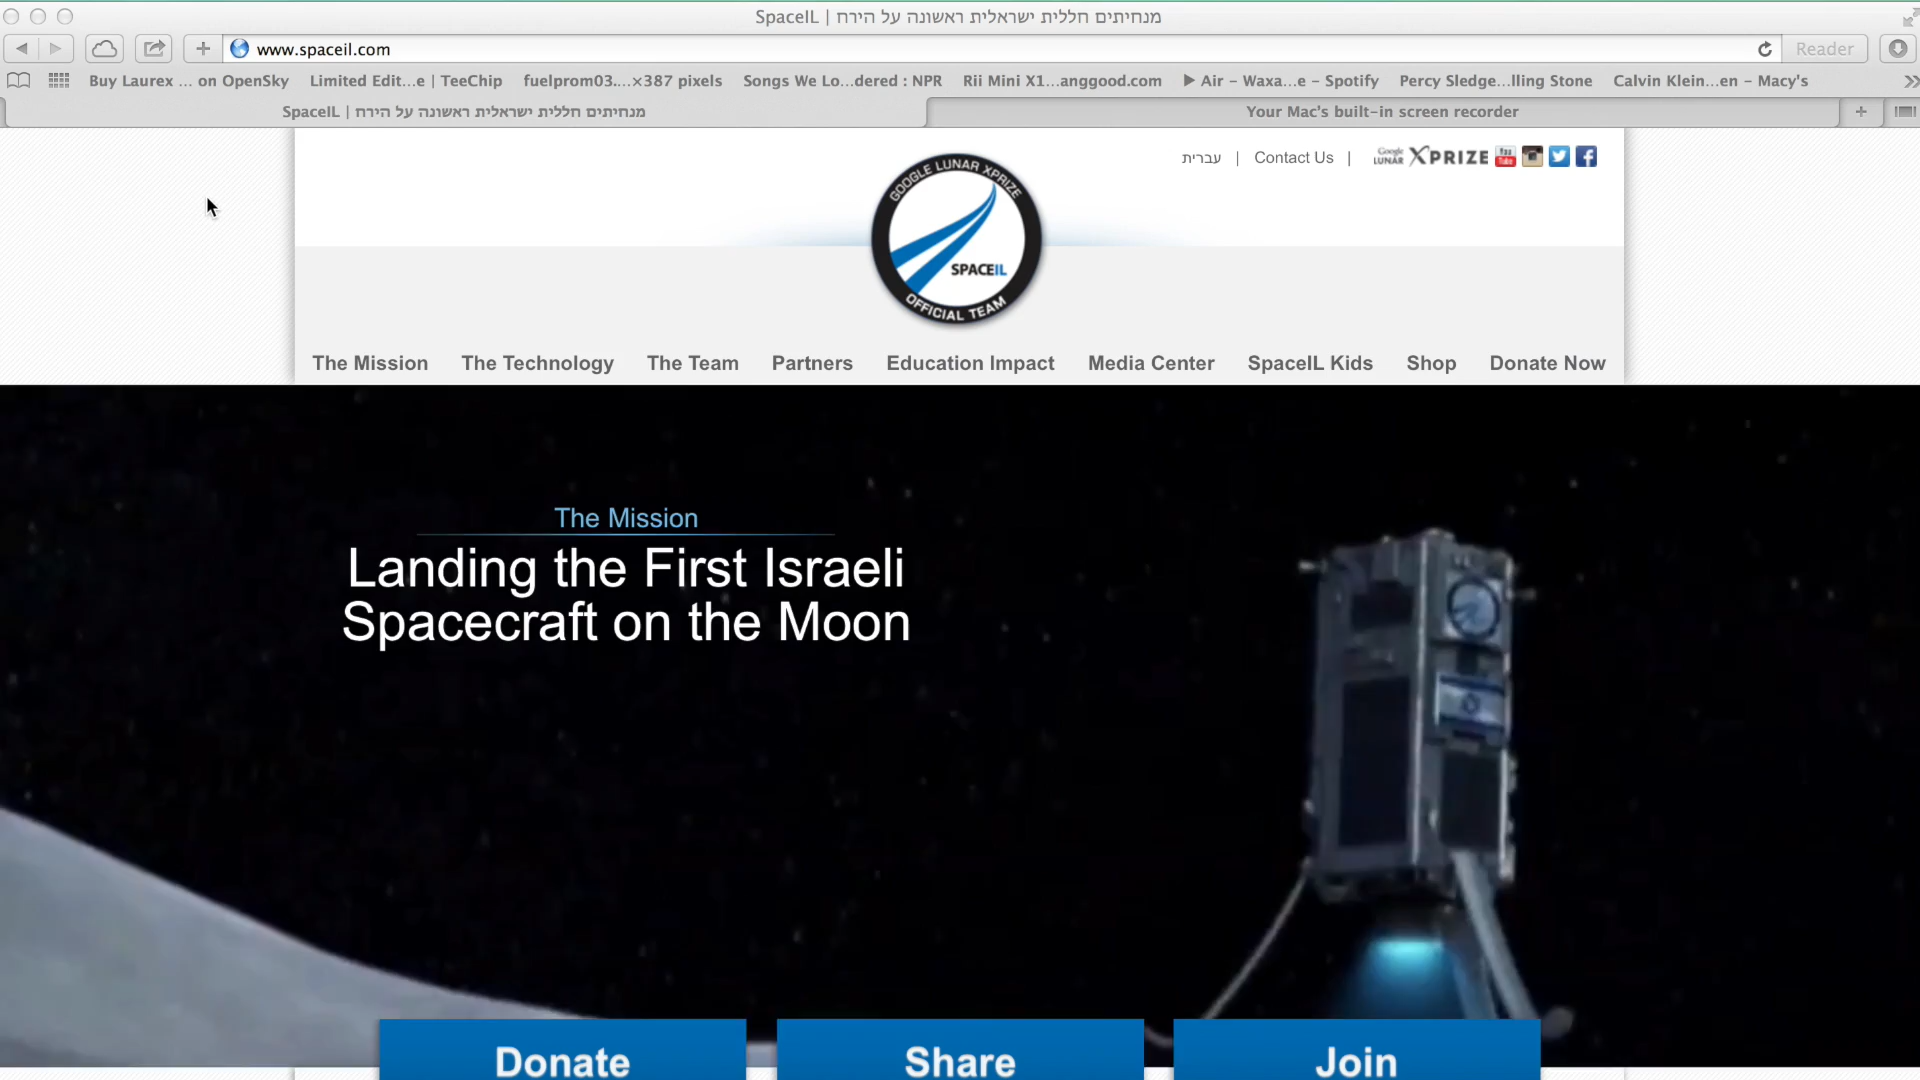 SpaceIL | מנחיתים חללית ישראלית ראשונה על הירח
www.spaceil.com
Reader
Buy Laurex ... on OpenSky
Limited Edit...e | TeeChip
fuelprom03....×387 pixels
Songs We Lo...dered : NPR
Rii Mini X1...anggood.com
▶ Air – Waxa...e – Spotify
Percy Sledge...lling Stone
Calvin Klein...en – Macy's
SpaceIL | מנחיתים חללית ישראלית ראשונה על הירח
Your Mac's built-in screen recorder
עברית | Contact Us |
Google LUNAR XPRIZE
You Tube
GOOGLE LUNAR XPRIZE
SPACEIL
OFFICIAL TEAM
The Mission
The Technology
The Team
Partners
Education Impact
Media Center
SpaceIL Kids
Shop
Donate Now
The Mission
Landing the First Israeli
Spacecraft on the Moon
Donate
Share
Join